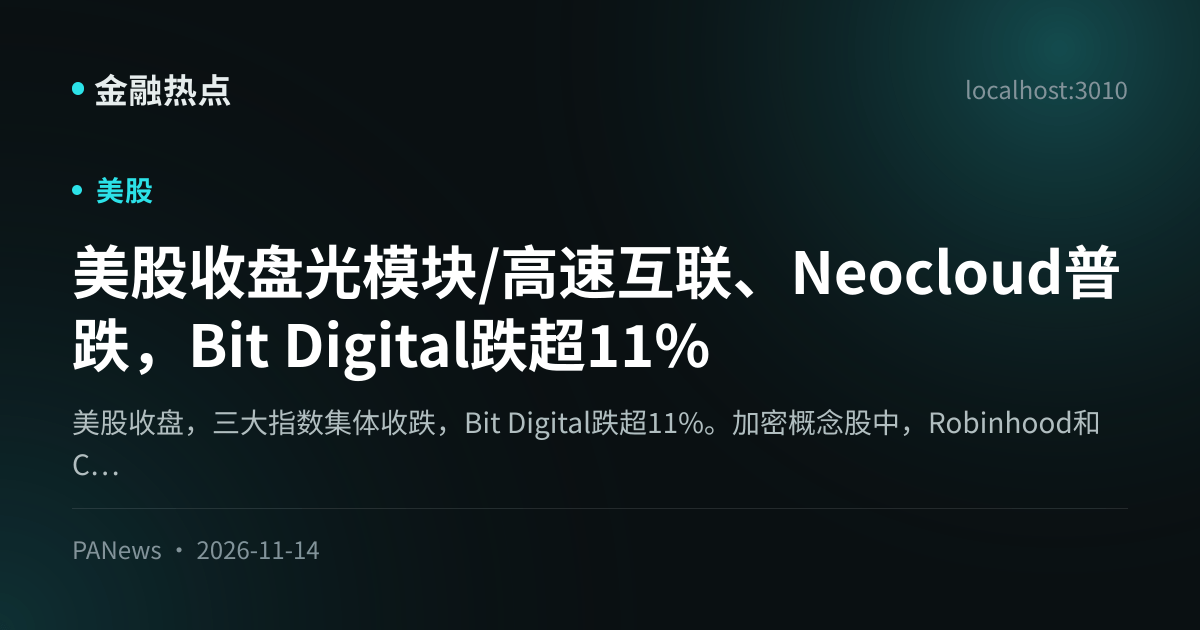 金融热点
localhost:3010
美股
美股收盘光模块/高速互联、Neocloud普
跌，Bit Digital跌超11%
美股收盘，三大指数集体收跌，Bit Digital跌超11%。加密概念股中，Robinhood和
C…
PANews · 2026-11-14